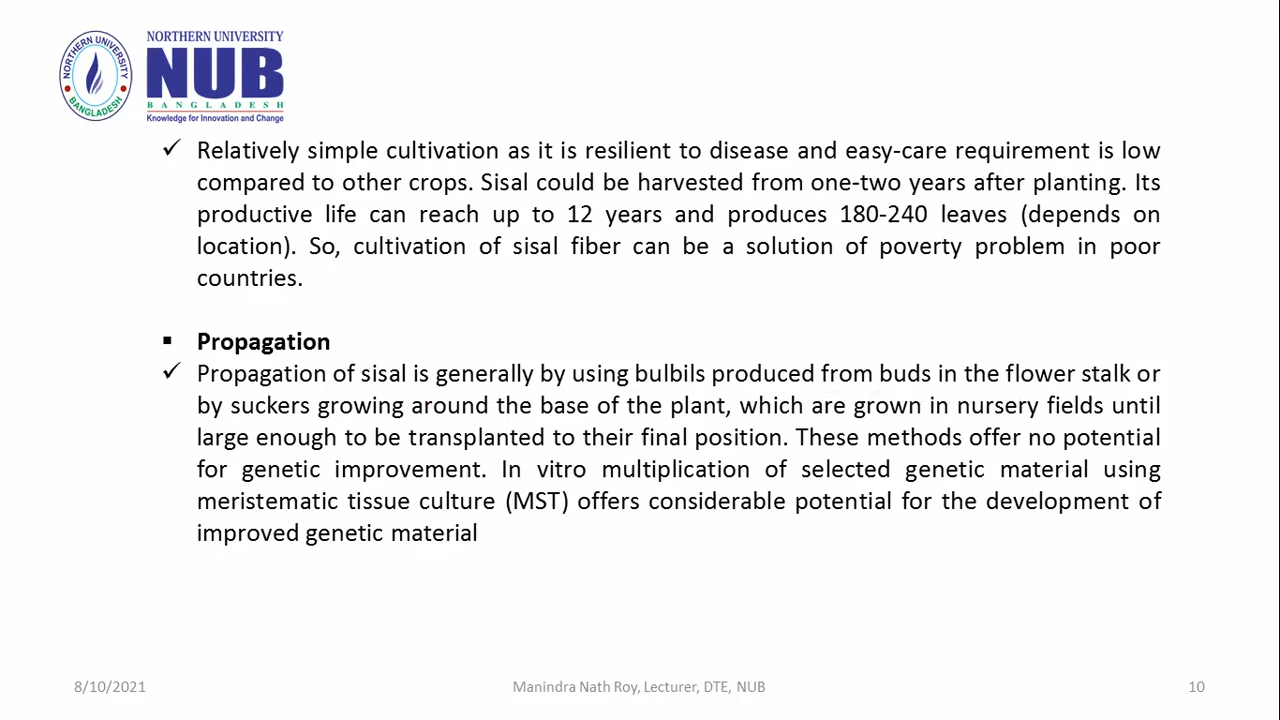 NORTHERN UNIVERSITY
BANGLADESH
NORTHERN UNIVERSITY
NUB
BANGLADESH
Knowledge for Innovation and Change
✓ Relatively simple cultivation as it is resilient to disease and easy-care requirement is low
compared to other crops. Sisal could be harvested from one-two years after planting. Its
productive life can reach up to 12 years and produces 180-240 leaves (depends on
location). So, cultivation of sisal fiber can be a solution of poverty problem in poor
countries.
▪ Propagation
✓ Propagation of sisal is generally by using bulbils produced from buds in the flower stalk or
by suckers growing around the base of the plant, which are grown in nursery fields until
large enough to be transplanted to their final position. These methods offer no potential
for genetic improvement. In vitro multiplication of selected genetic material using
meristematic tissue culture (MST) offers considerable potential for the development of
improved genetic material
8/10/2021
Manindra Nath Roy, Lecturer, DTE, NUB
10